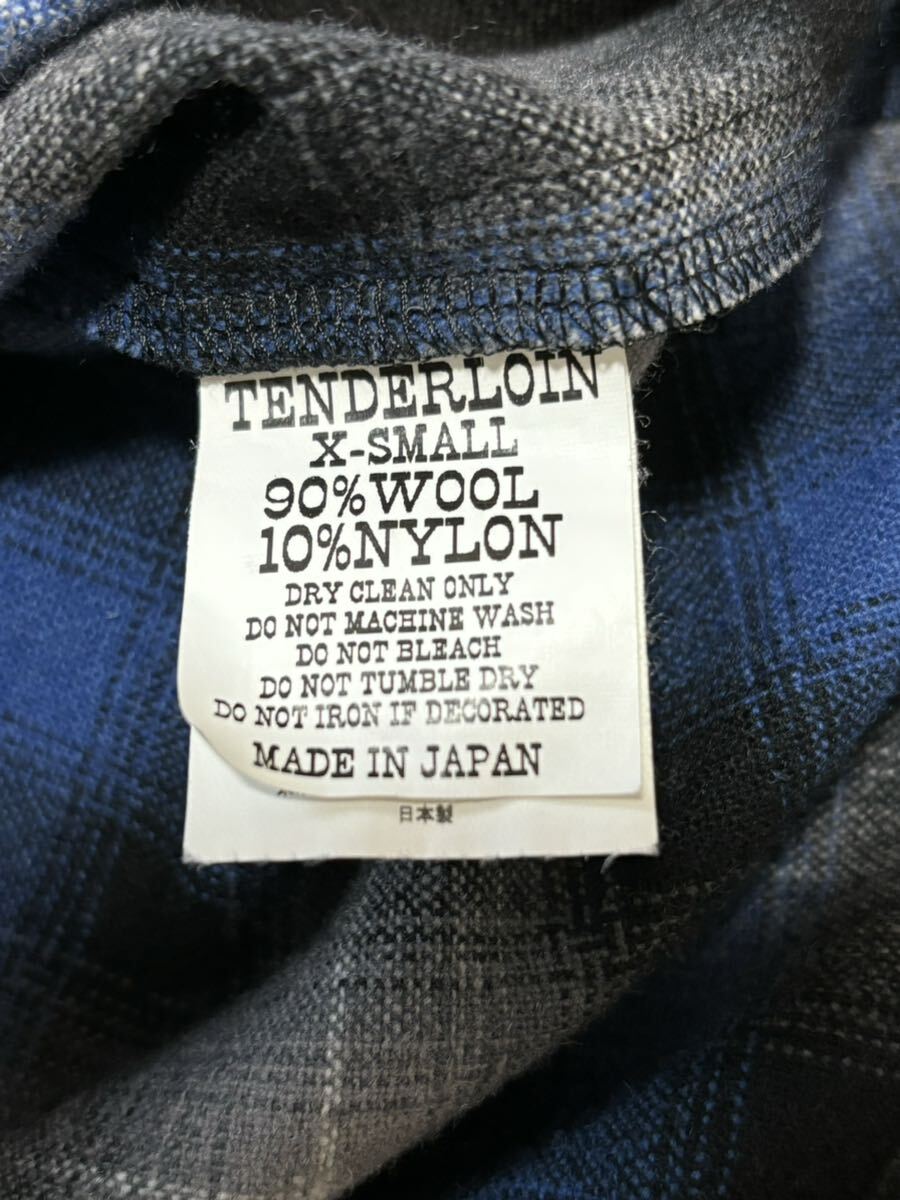 TENDERLOIN
X-SMALL
90%WOOL
10%NYLON
DRY CLEAN ONLY
DO NOT MACHINE WASH
DO NOT BLEACH
DO NOT TUMBLE DRY
DO NOT IRON IF DECORATED
MADE IN JAPAN
日本製